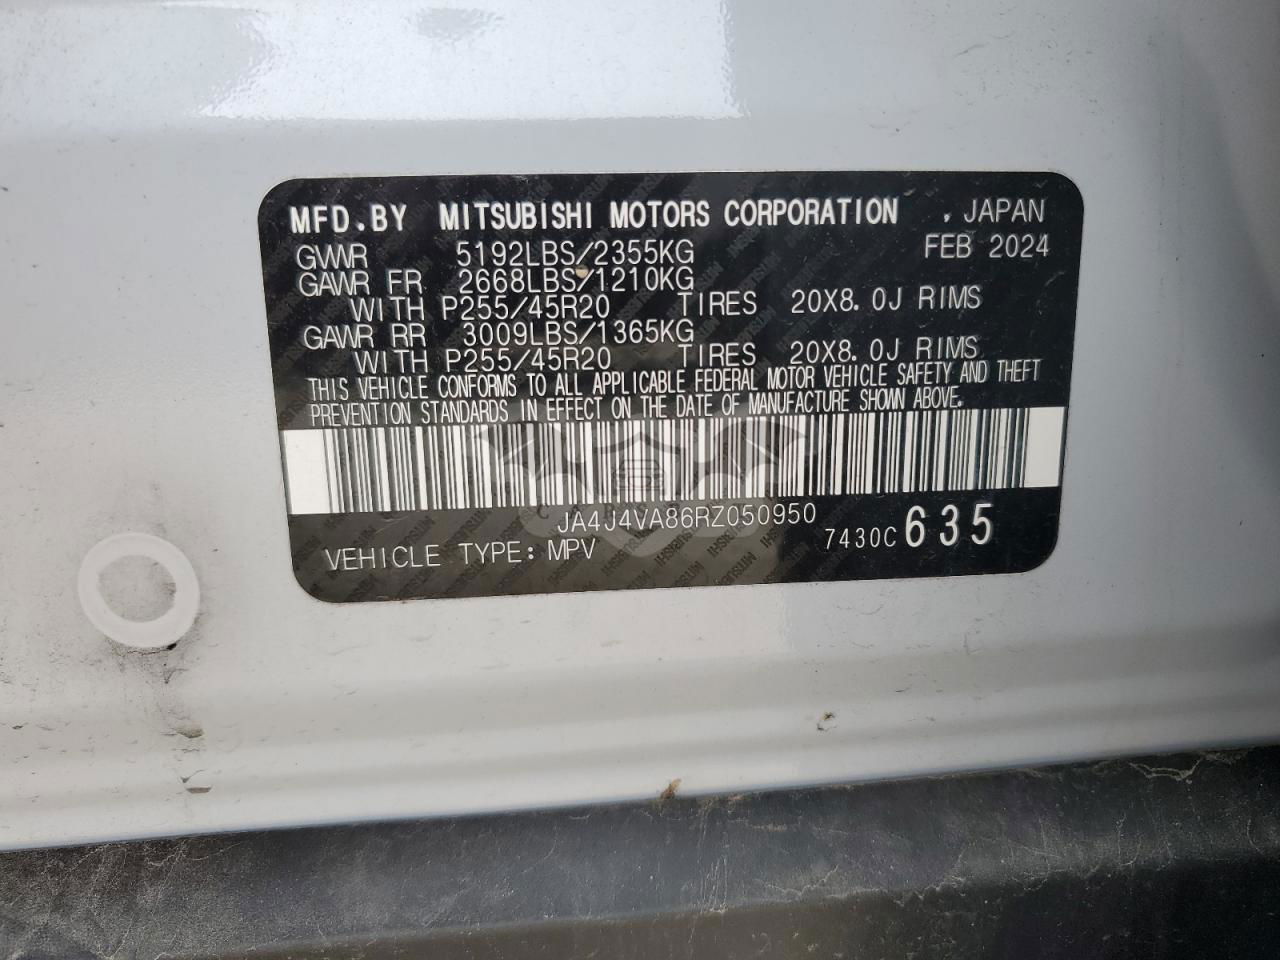 MFD.BY MITSUBISHI MOTORS CORPORATION , JAPAN
GVWR 5192LBS/2355KG FEB 2024
GAWR FR 2668LBS/1210KG
WITH P255/45R20 TIRES 20X8.0J RIMS
GAWR RR 3009LBS/1365KG
WITH P255/45R20 TIRES 20X8.0J RIMS
THIS VEHICLE CONFORMS TO ALL APPLICABLE FEDERAL MOTOR VEHICLE SAFETY AND THEFT
PREVENTION STANDARDS IN EFFECT ON THE DATE OF MANUFACTURE SHOWN ABOVE.
JA4J4VA86RZ050950
VEHICLE TYPE: MPV 7430C 635